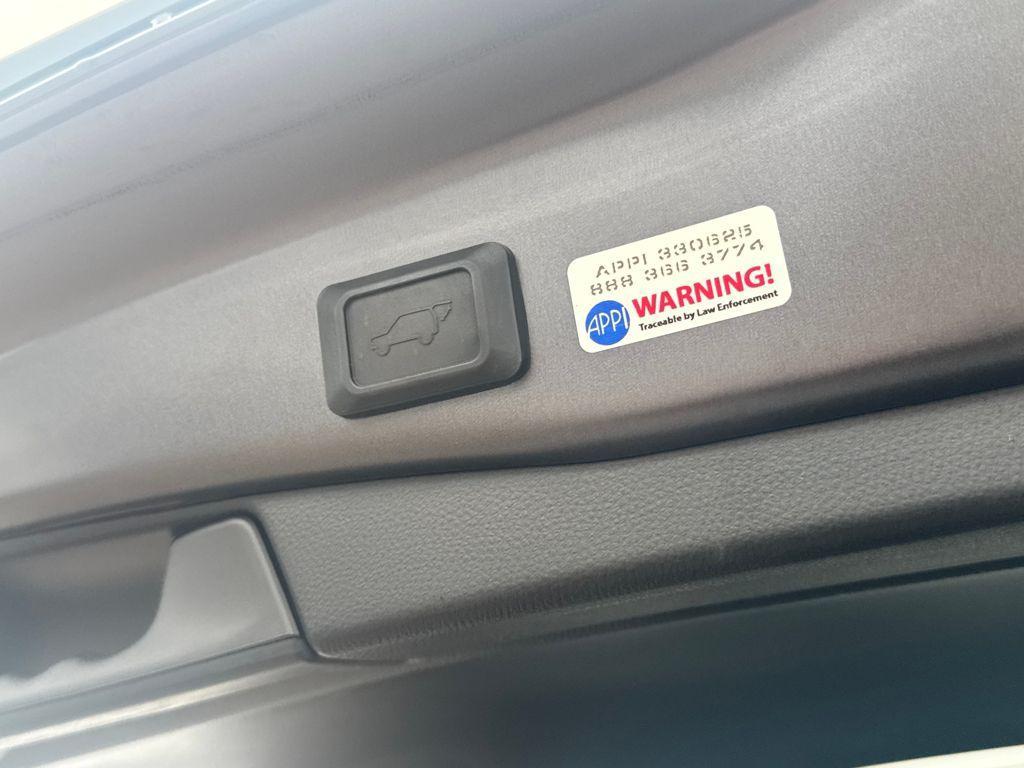 APPI 330625
888 366 3774
APPI WARNING!
Traceable by Law Enforcement